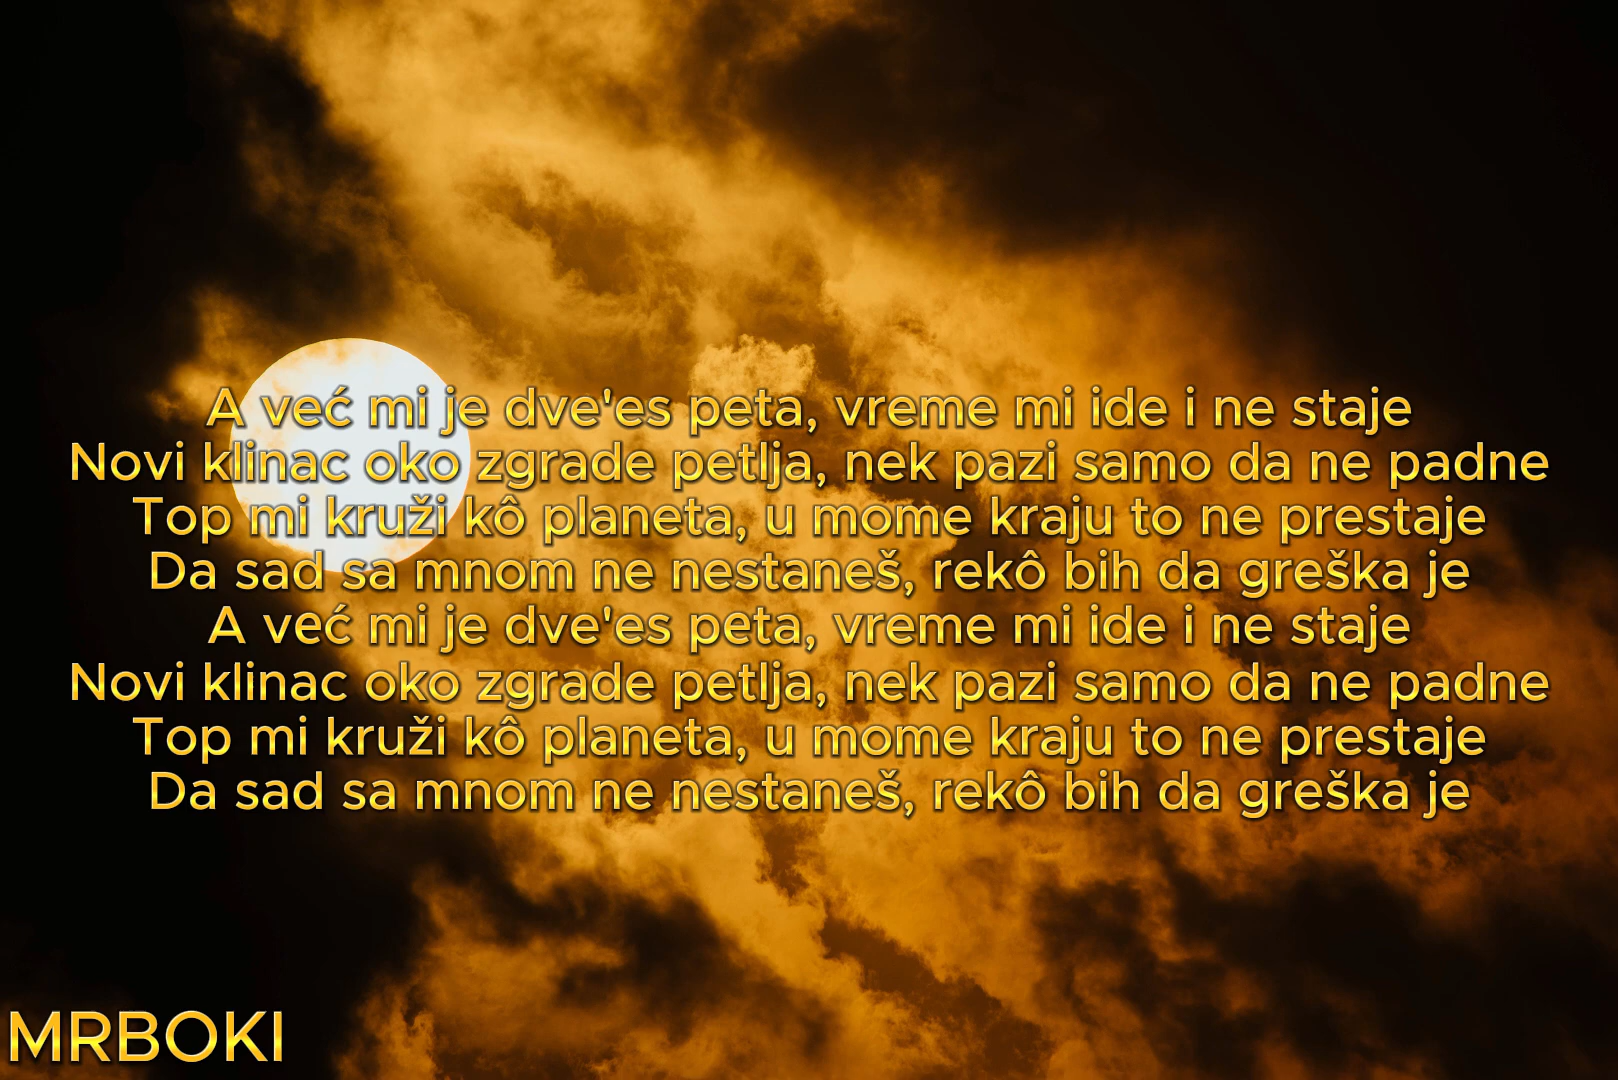 A već mi je dve'es peta, vreme mi ide i ne staje
Novi klinac oko zgrade petlja, nek pazi samo da ne padne
Top mi kruži kô planeta, u mome kraju to ne prestaje
Da sad sa mnom ne nestaneš, rekô bih da greška je
A već mi je dve'es peta, vreme mi ide i ne staje
Novi klinac oko zgrade petlja, nek pazi samo da ne padne
Top mi kruži kô planeta, u mome kraju to ne prestaje
Da sad sa mnom ne nestaneš, rekô bih da greška je
MRBOKI